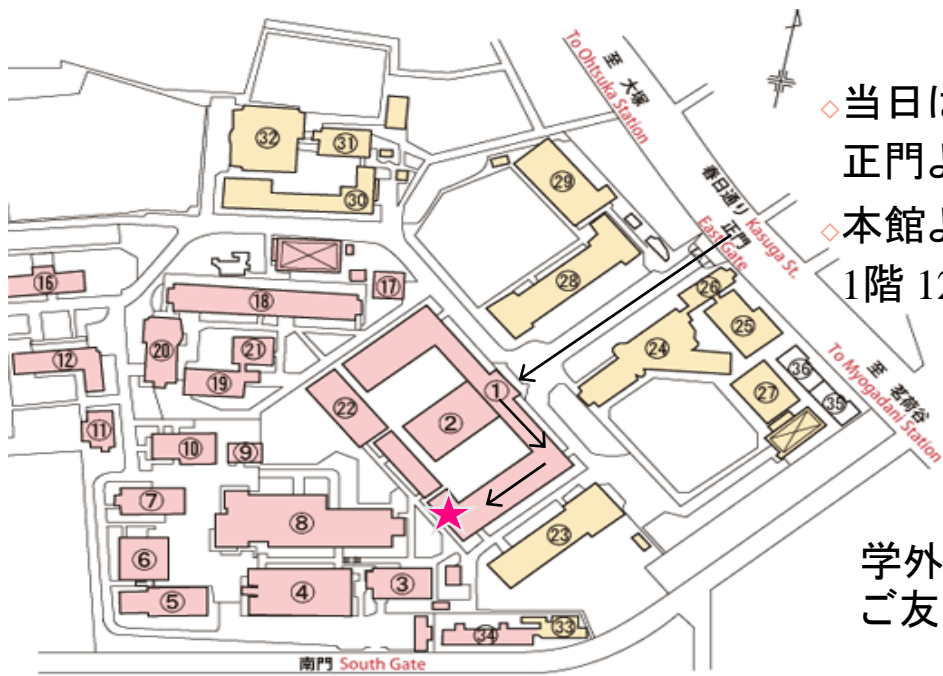 至 大塚
To Ohtsuka Station
春日通り Kasuga St.
正門
East Gate
至 茗荷谷
To Myogadani Station
◇当日は
正門よ
◇本館よ
1階 12
学外
ご友
㉜
㉛
㉚
㉙
㉘
⑯
⑱
⑰
㉖
㉕
㉔
㉗
㊱
㉟
⑫
⑳
㉑
⑲
①
②
㉒
⑪
⑩
⑨
⑦
⑧
⑥
⑤
④
③
㉓
㉞
㉝
南門 South Gate